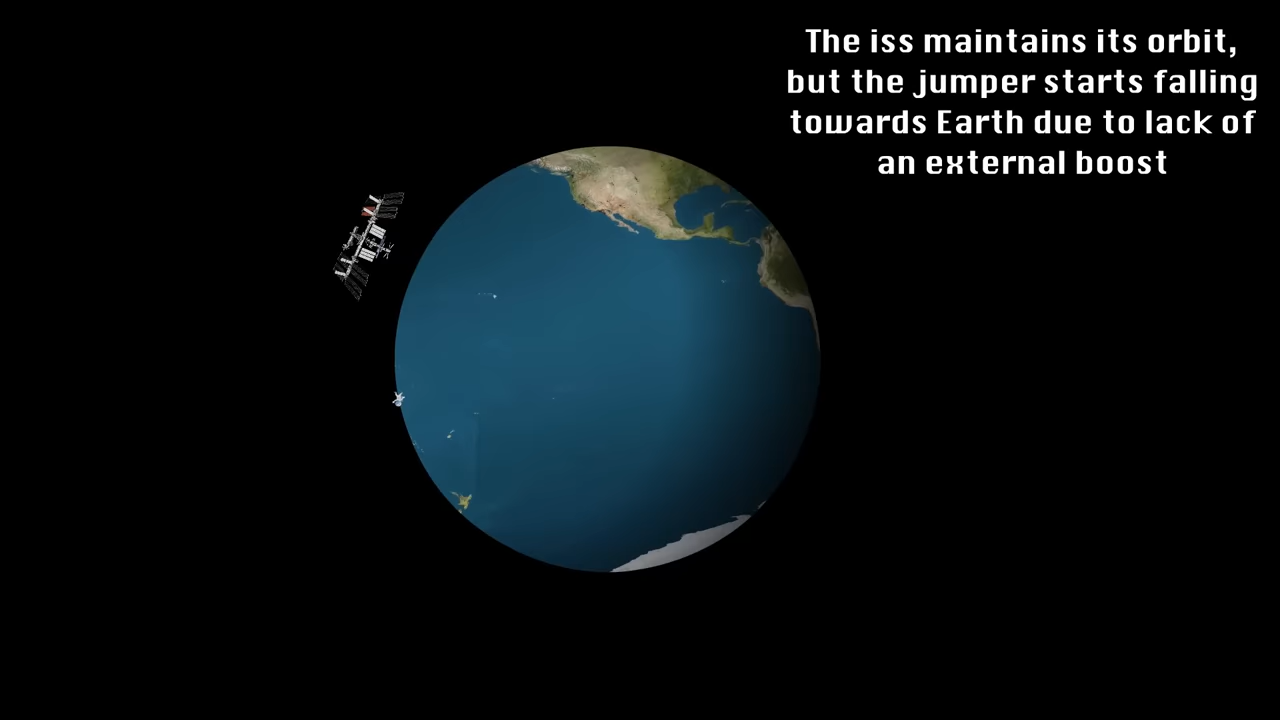 The iss maintains its orbit,
but the jumper starts falling
towards Earth due to lack of
an external boost